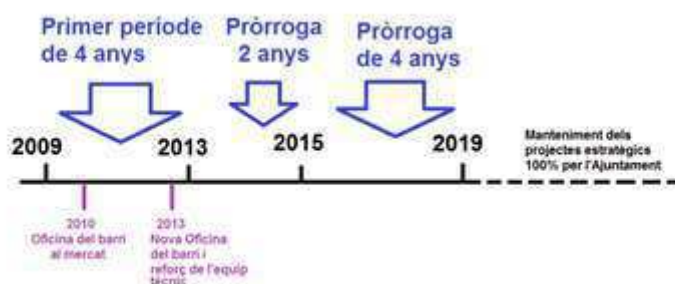 Primer període
de 4 anys
Pròrroga
2 anys
Pròrroga
de 4 anys
2009
2013
2015
2019
Manteniment dels
projectes estratègics
100% per l'Ajuntament
2010
Oficina del barri
al mercat
2013
Nova Oficina
del barri i
reforç de l'equip
tècnic